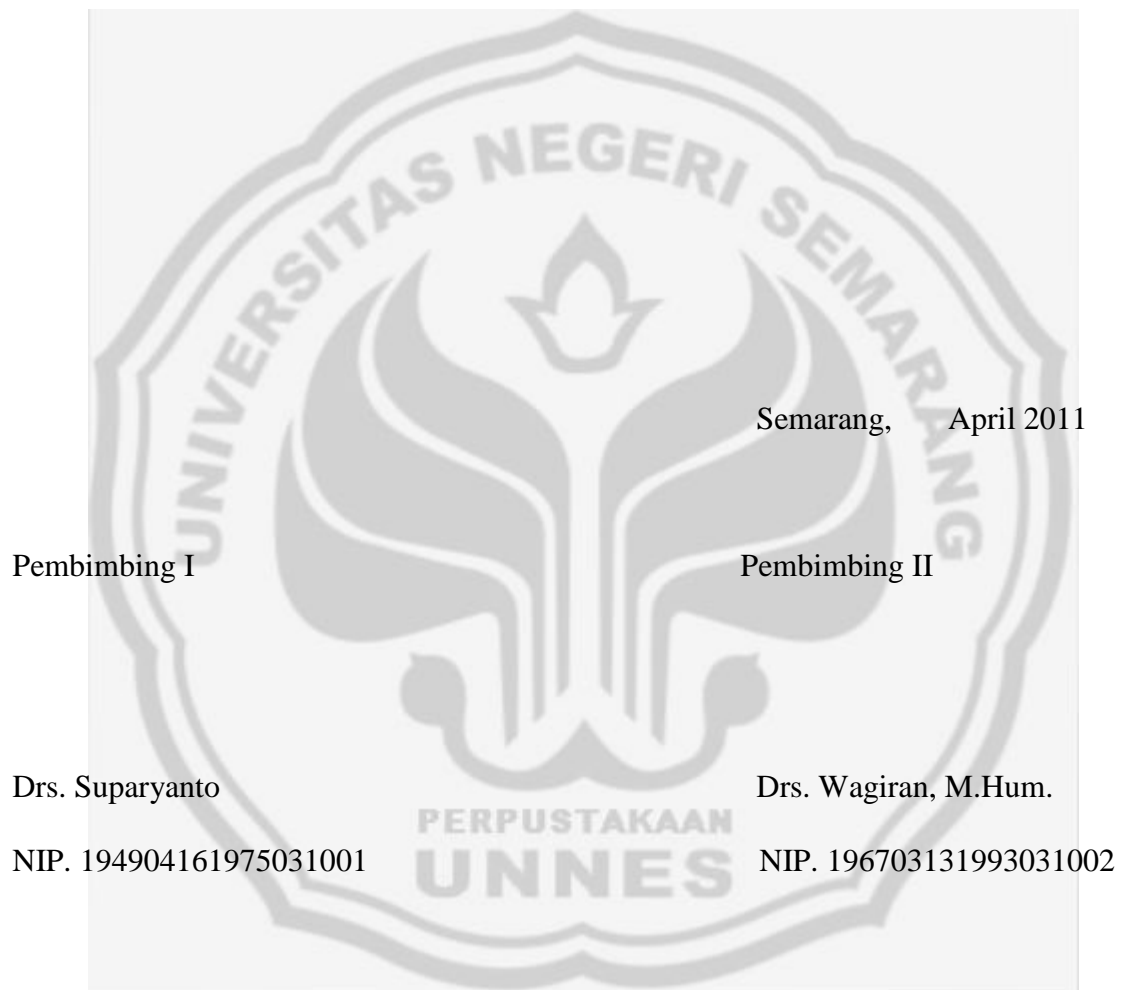 UNIVERSITAS NEGERI SEMARANG
Semarang, April 2011
Pembimbing I Pembimbing II
Drs. Suparyanto Drs. Wagiran, M.Hum.
PERPUSTAKAAN
NIP. 194904161975031001 NIP. 196703131993031002
UNNES